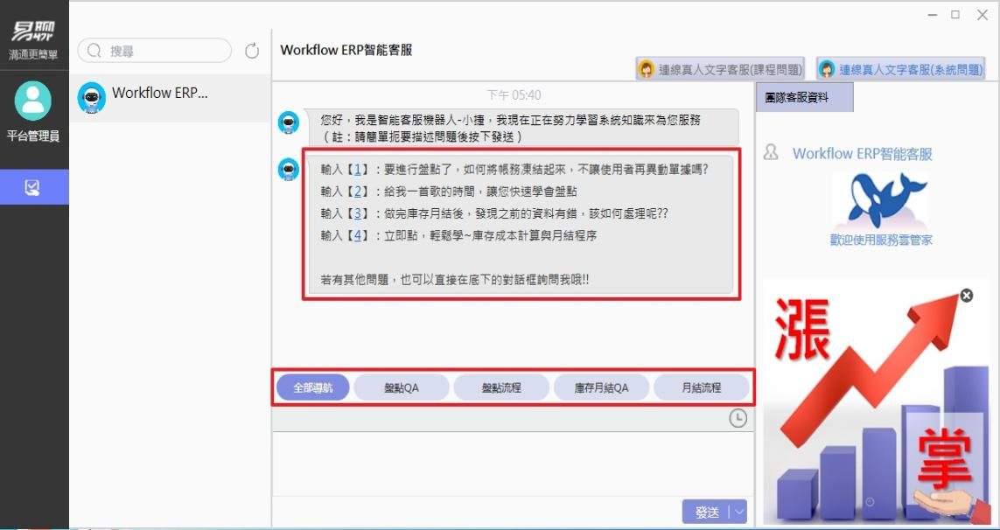 易聊
溝通更簡單
搜尋
Workflow ERP智能客服
連線真人文字客服(課程問題)
連線真人文字客服(系統問題)
平台管理員
Workflow ERP...
下午 05:40
您好，我是智能客服機器人-小捷，我現在正在努力學習系統知識來為您服務
（註：請簡單扼要描述問題後按下發送）
輸入【1】：要進行盤點了，如何將帳務凍結起來，不讓使用者再異動單據嗎?
輸入【2】：給我一首歌的時間，讓您快速學會盤點
輸入【3】：做完庫存月結後，發現之前的資料有錯，該如何處理呢??
輸入【4】：立即點，輕鬆學~庫存成本計算與月結程序
若有其他問題，也可以直接在底下的對話框詢問我哦!!
全部導航
盤點QA
盤點流程
庫存月結QA
月結流程
發送
團隊客服資料
Workflow ERP智能客服
歡迎使用服務雲管家
漲
掌